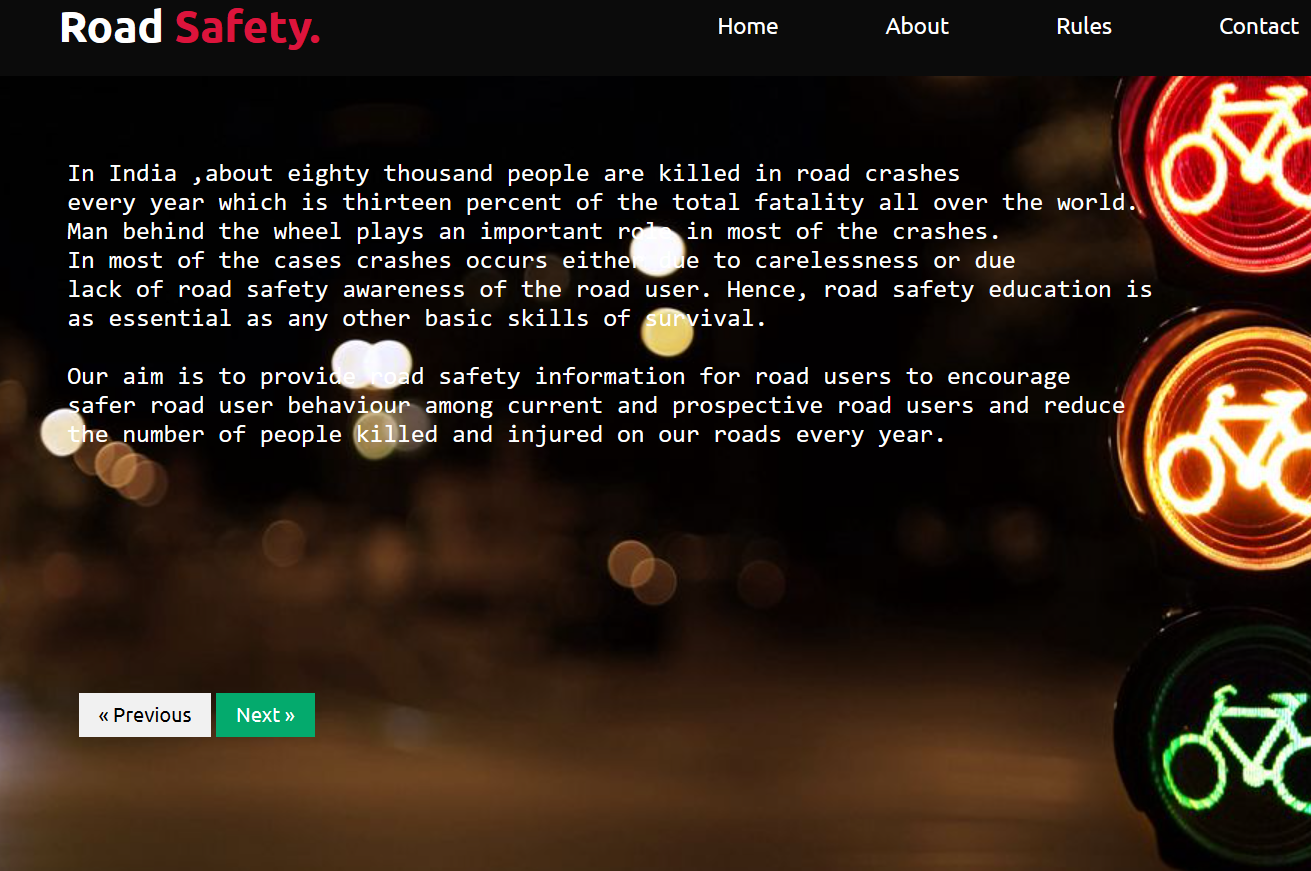 Road Safety.
Home About Rules Contact
In India ,about eighty thousand people are killed in road crashes
every year which is thirteen percent of the total fatality all over the world.
Man behind the wheel plays an important role in most of the crashes.
In most of the cases crashes occurs either due to carelessness or due
lack of road safety awareness of the road user. Hence, road safety education is
as essential as any other basic skills of survival.
Our aim is to provide road safety information for road users to encourage
safer road user behaviour among current and prospective road users and reduce
the number of people killed and injured on our roads every year.
« Previous Next »